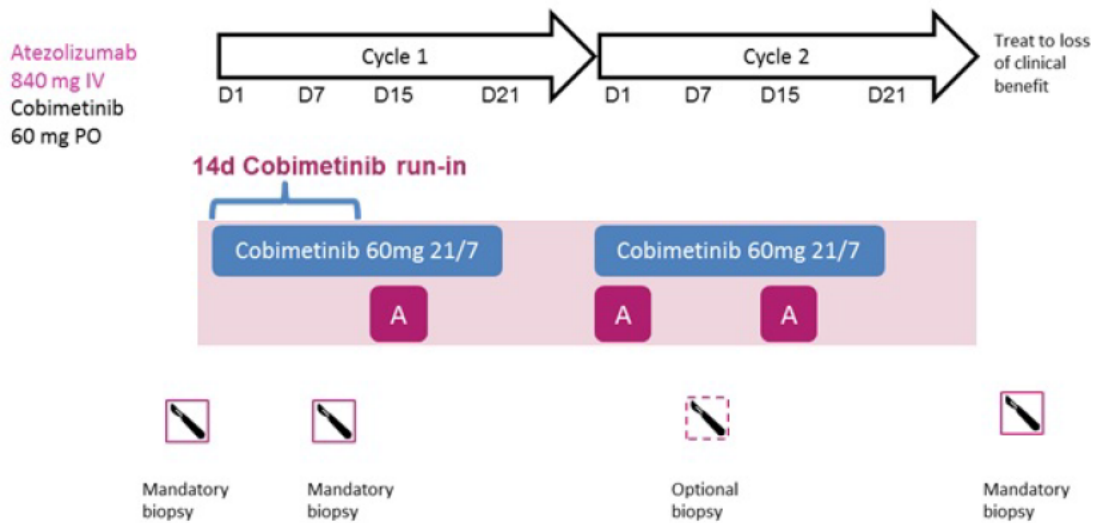 Atezolizumab
840 mg IV
Cobimetinib
60 mg PO
Cycle 1
Cycle 2
Treat to loss
of clinical
benefit
D1 D7 D15 D21 D1 D7 D15 D21
14d Cobimetinib run-in
Cobimetinib 60mg 21/7 Cobimetinib 60mg 21/7
A A A
Mandatory
biopsy
Mandatory
biopsy
Optional
biopsy
Mandatory
biopsy